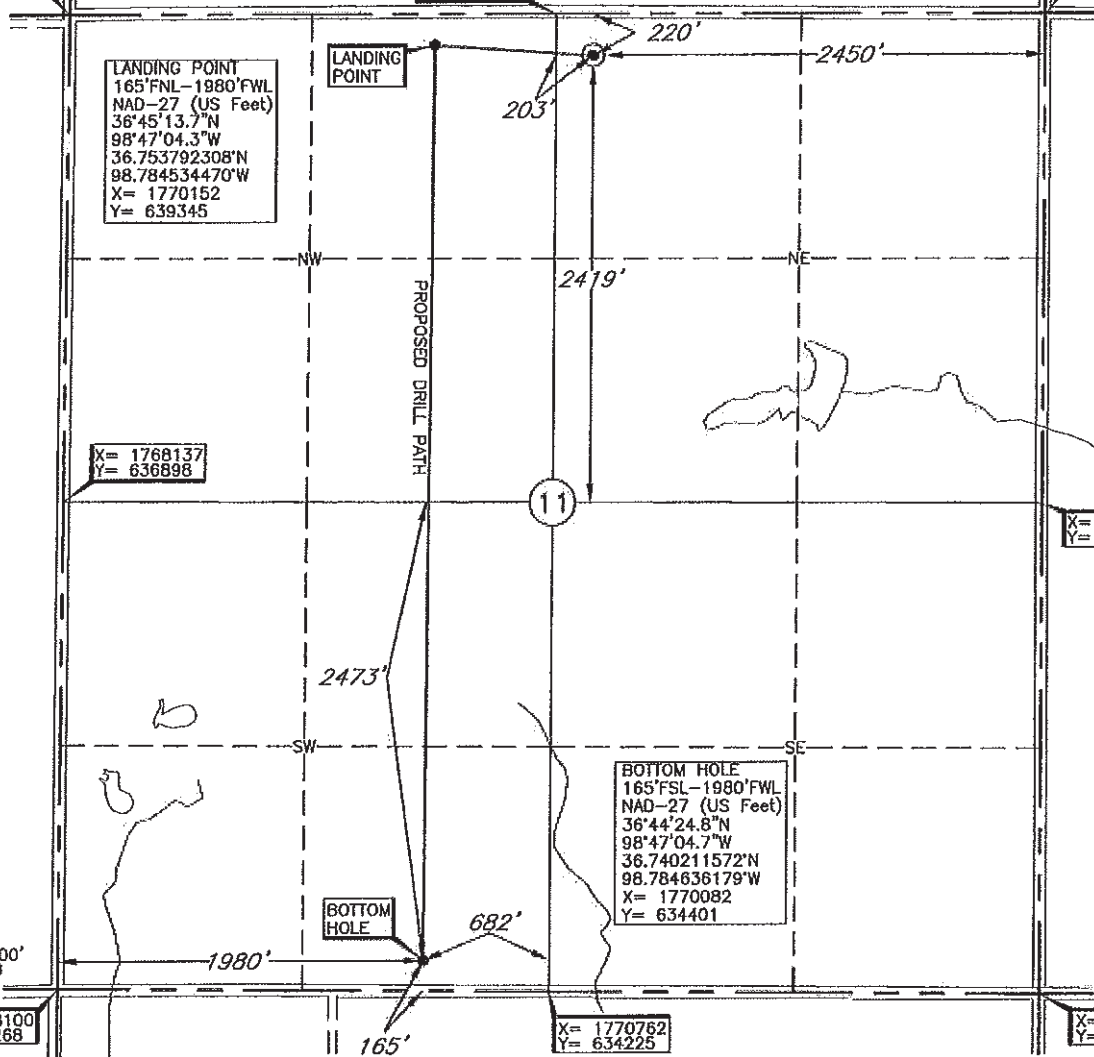 220'
2450'
203'
LANDING
POINT
LANDING POINT
165'FNL-1980'FWL
NAD-27 (US Feet)
36°45'13.7"N
98°47'04.3"W
36.753792308°N
98.784534470°W
X= 1770152
Y= 639345
NW
NE
2419'
PROPOSED DRILL PATH
X= 1768137
Y= 636898
11
X=
Y=
2473'
SW
SE
BOTTOM HOLE
165'FSL-1980'FWL
NAD-27 (US Feet)
36°44'24.8"N
98°47'04.7"W
36.740211572°N
98.784636179°W
X= 1770082
Y= 634401
BOTTOM
HOLE
682'
1980'
00'
165'
100
268
X= 1770762
Y= 634225
X=
Y=